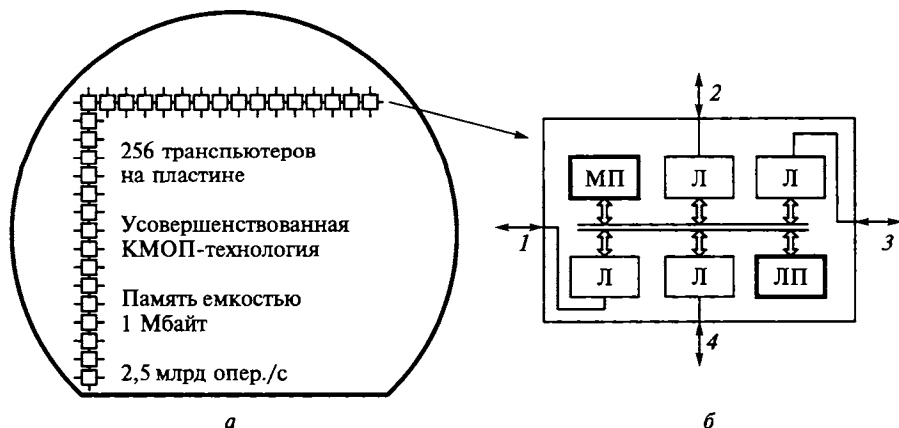 256 транспьютеров
на пластине
Усовершенствованная
КМОП-технология
Память емкостью
1 Мбайт
2,5 млрд опер./с
а
2
МП Л Л
1 3
Л Л ЛП
4
б